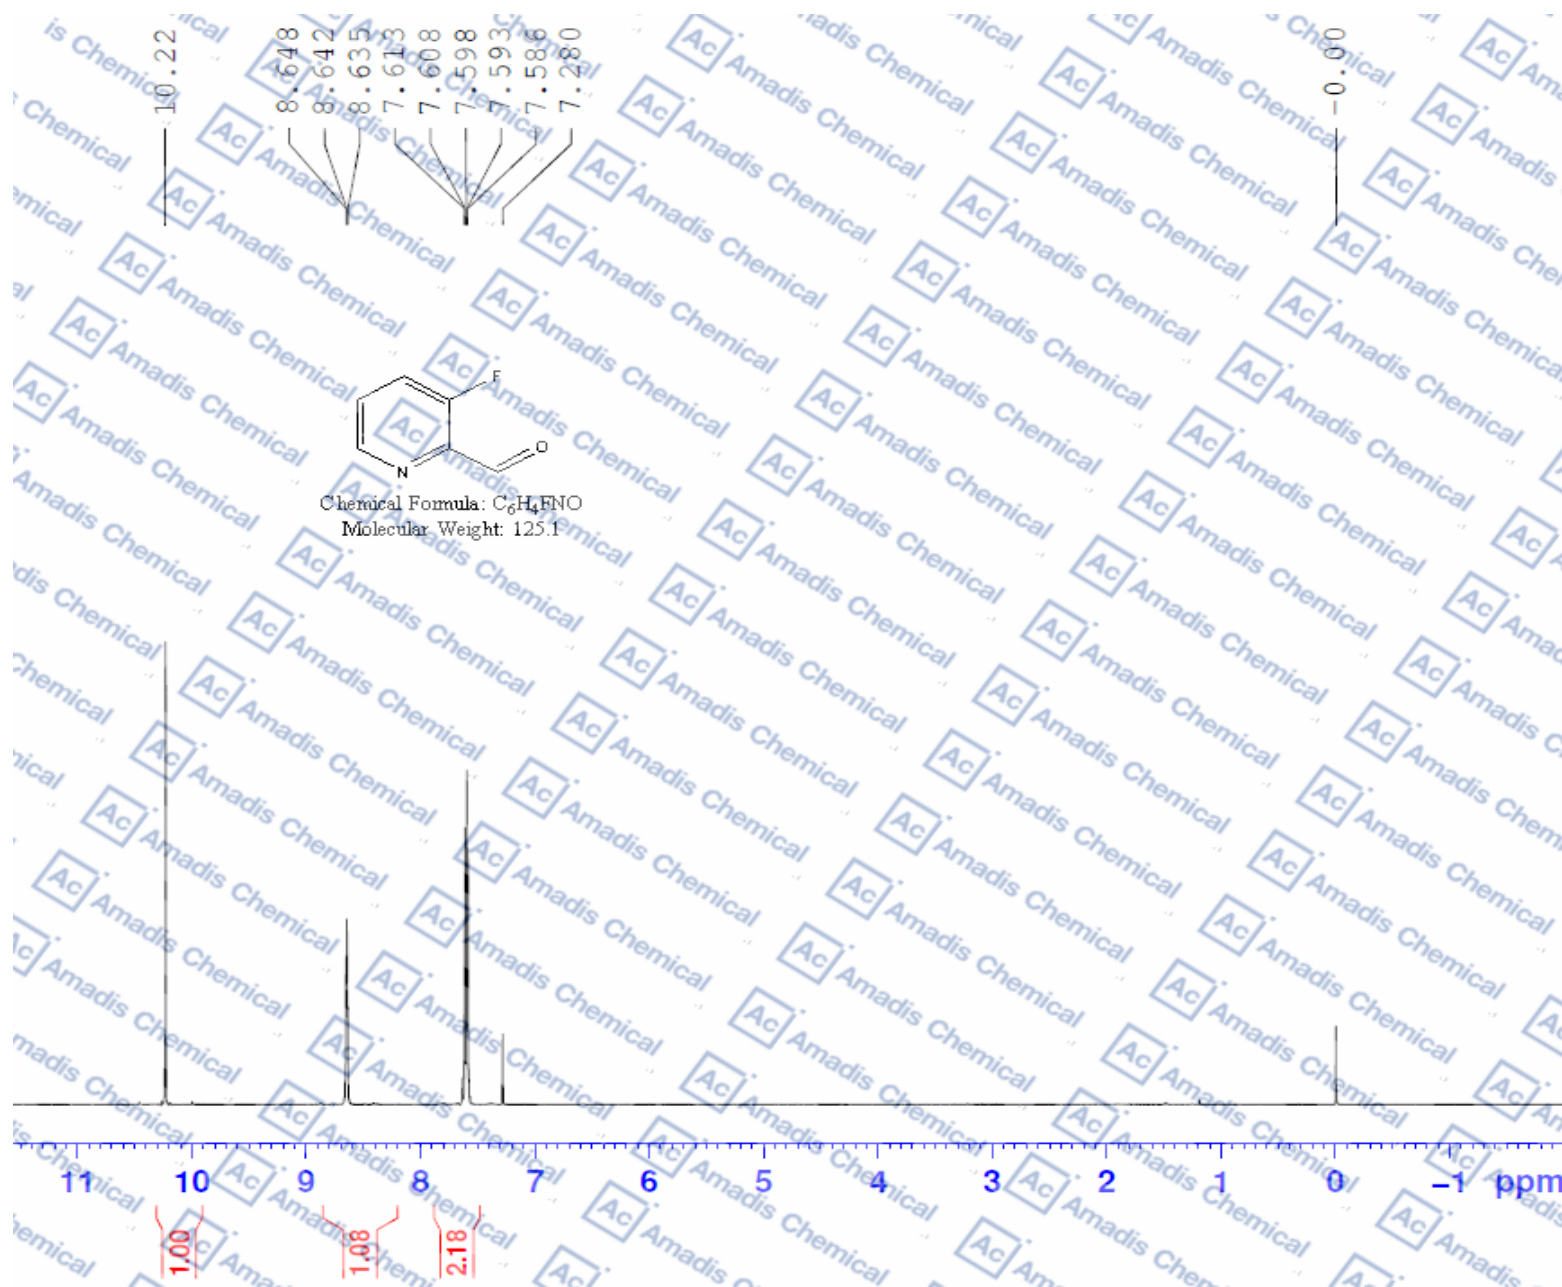 10.22
8.648
8.642
8.635
7.613
7.608
7.598
7.593
7.586
7.280
-0.00
F
O
N
Chemical Formula: C₆H₄FNO
Molecular Weight: 125.1
11 10 9 8 7 6 5 4 3 2 1 0 −1 ppm
1.00
1.08
2.18
Ac Amadis Chemical